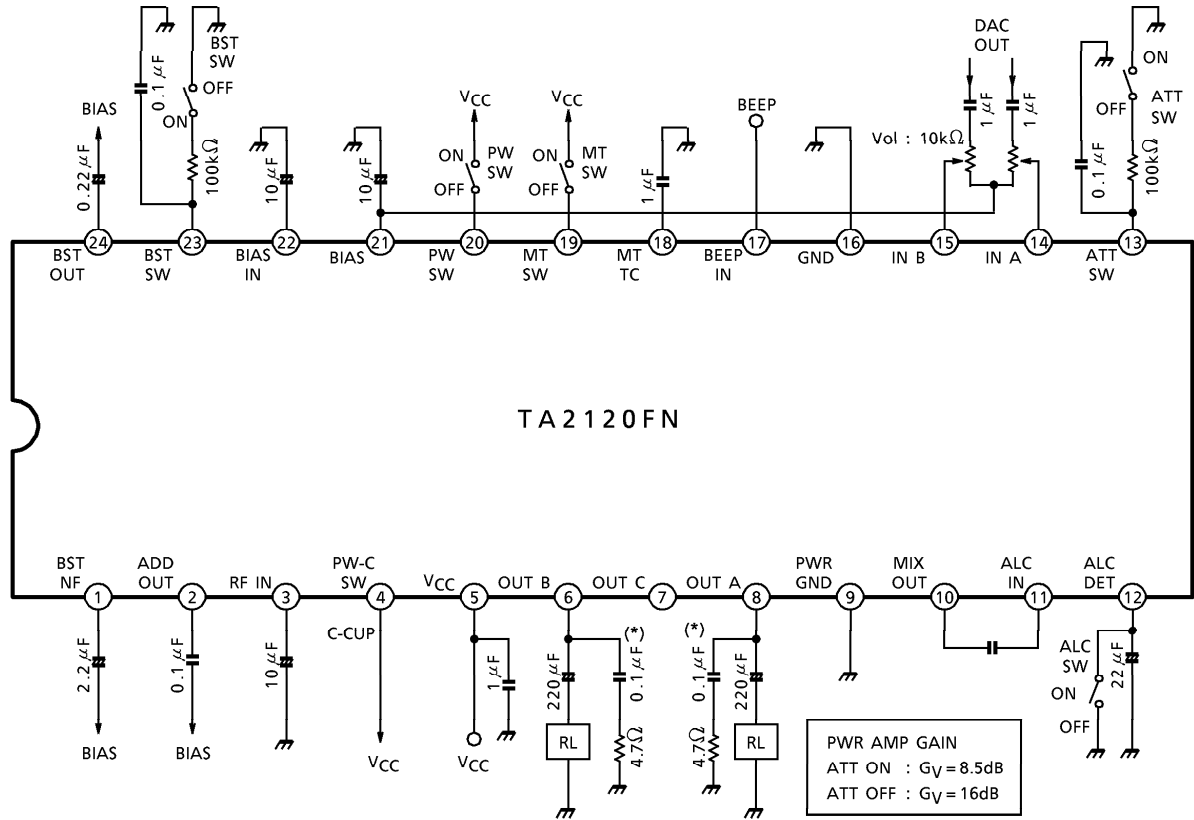 BST
SW
0.1 μF
OFF
ON
100kΩ
BIAS
0.22 μF
10 μF
10 μF
VCC
ON
PW
SW
OFF
VCC
ON
MT
SW
OFF
1 μF
BEEP
DAC
OUT
1 μF
1 μF
Vol : 10kΩ
ON
OFF
ATT
SW
0.1 μF
100kΩ
24
23
22
21
20
19
18
17
16
15
14
13
BST
OUT
BST
SW
BIAS
IN
BIAS
PW
SW
MT
SW
MT
TC
BEEP
IN
GND
IN B
IN A
ATT
SW
TA2120FN
BST
NF
ADD
OUT
RF IN
PW-C
SW
VCC
OUT B
OUT C
OUT A
PWR
GND
MIX
OUT
ALC
IN
ALC
DET
1
2
3
4
5
6
7
8
9
10
11
12
2.2 μF
BIAS
0.1 μF
BIAS
10 μF
C-CUP
VCC
1 μF
VCC
220 μF
RL
(*)
0.1 μF
4.7Ω
(*)
0.1 μF
4.7Ω
220 μF
RL
ALC
SW
ON
OFF
22 μF
PWR AMP GAIN
ATT ON : GV = 8.5dB
ATT OFF : GV = 16dB